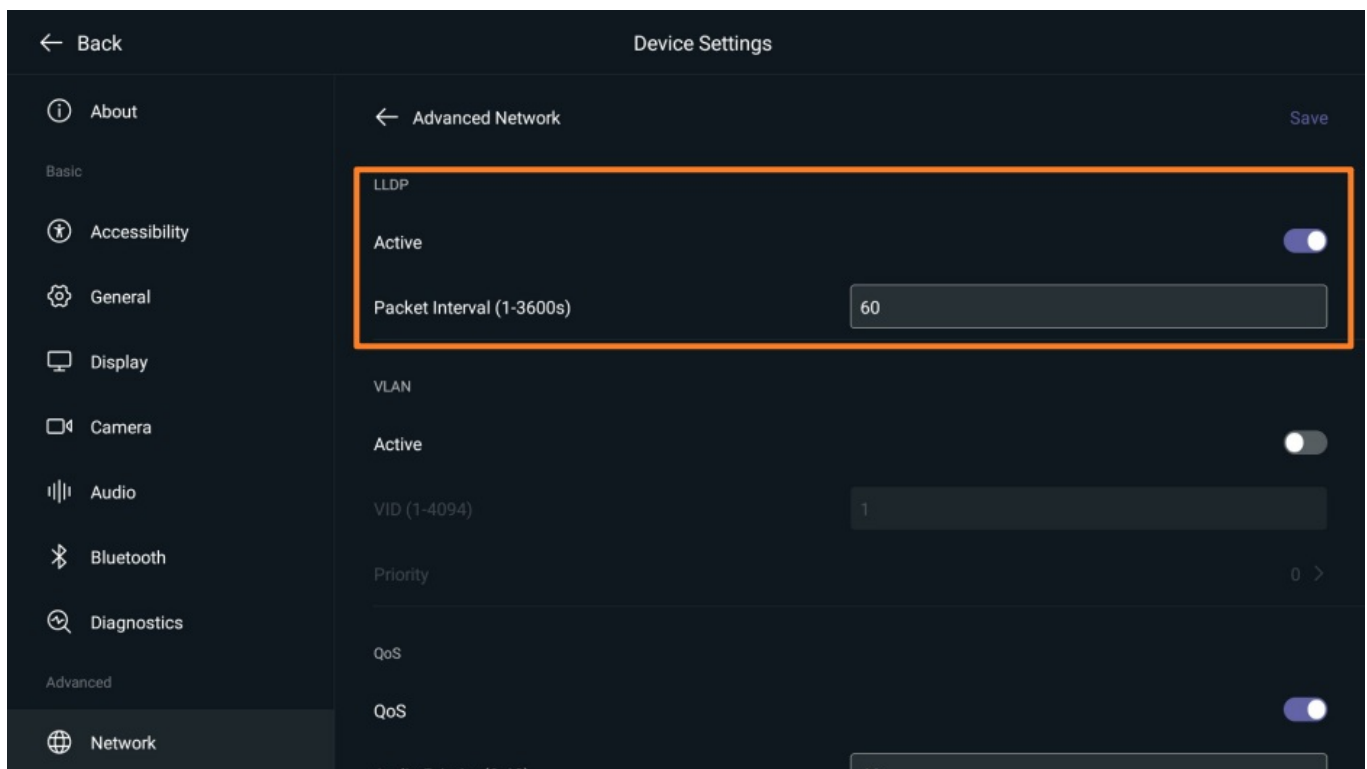 Back
Device Settings
About
Basic
Accessibility
General
Display
Camera
Audio
Bluetooth
Diagnostics
Advanced
Network
Advanced Network
Save
LLDP
Active
Packet Interval (1-3600s) 60
VLAN
Active
VID (1-4094) 1
Priority 0
QoS
QoS